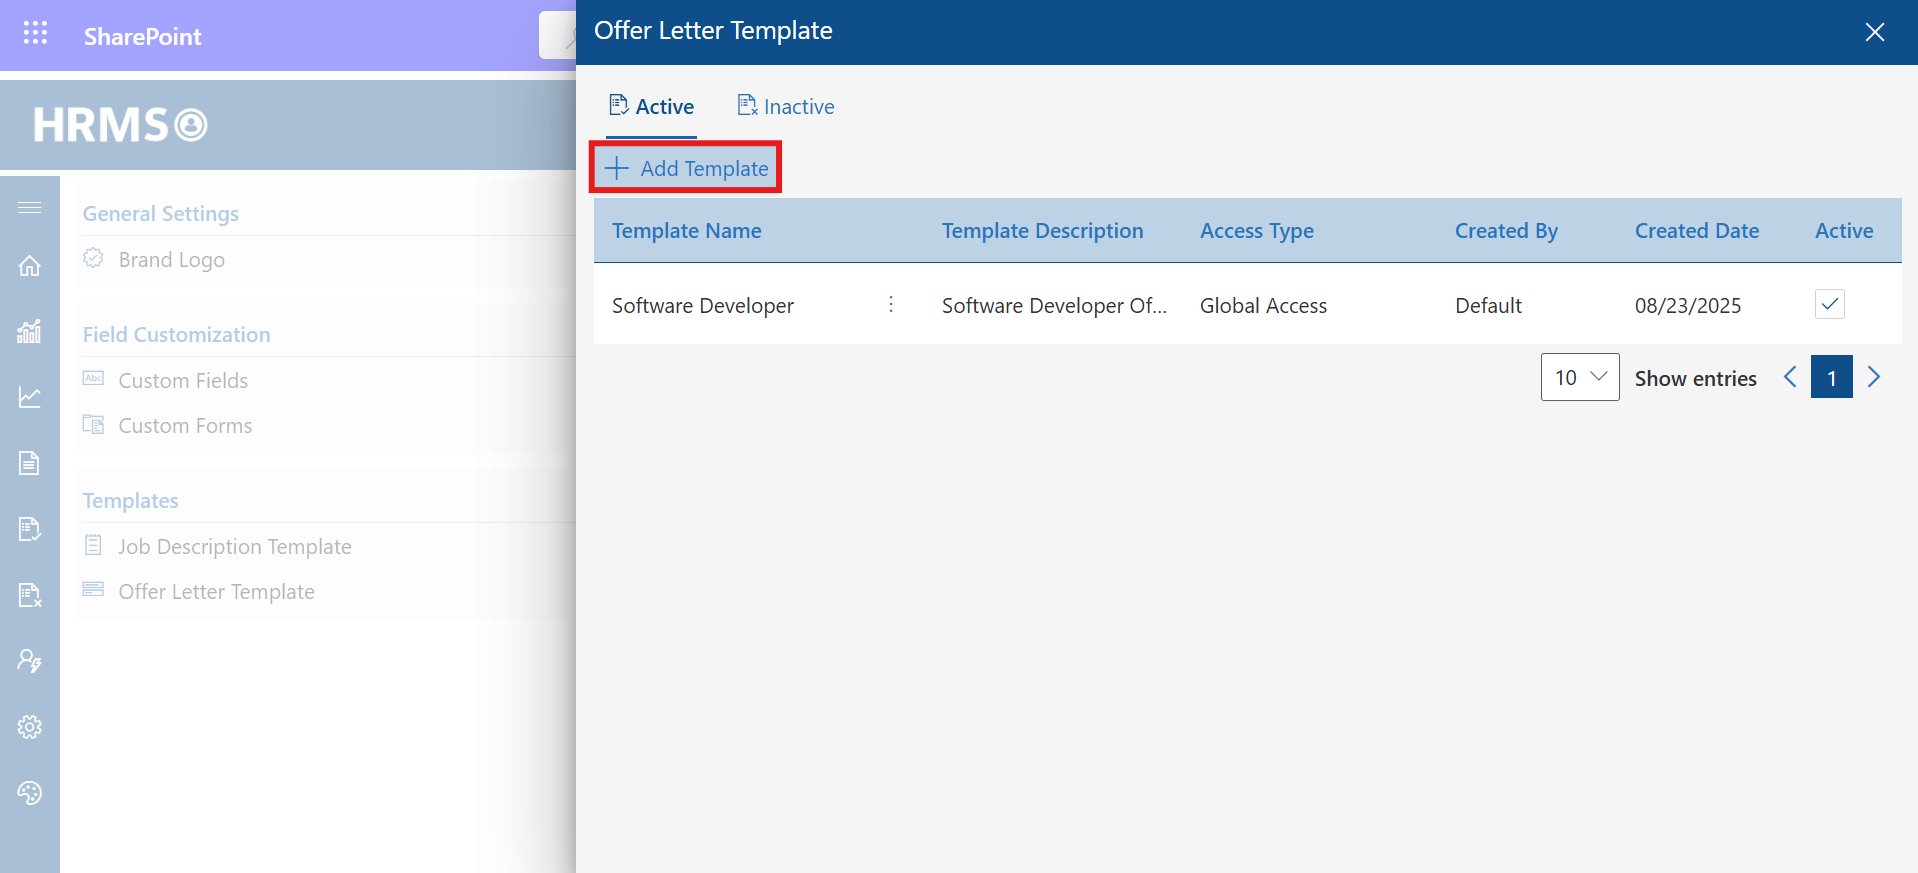 SharePoint
HRMS
General Settings
Brand Logo
Field Customization
Abc Custom Fields
Custom Forms
Templates
Job Description Template
Offer Letter Template
Offer Letter Template
Active Inactive
Add Template
Template Name Template Description Access Type Created By Created Date Active
Software Developer Software Developer Of... Global Access Default 08/23/2025
10 Show entries 1